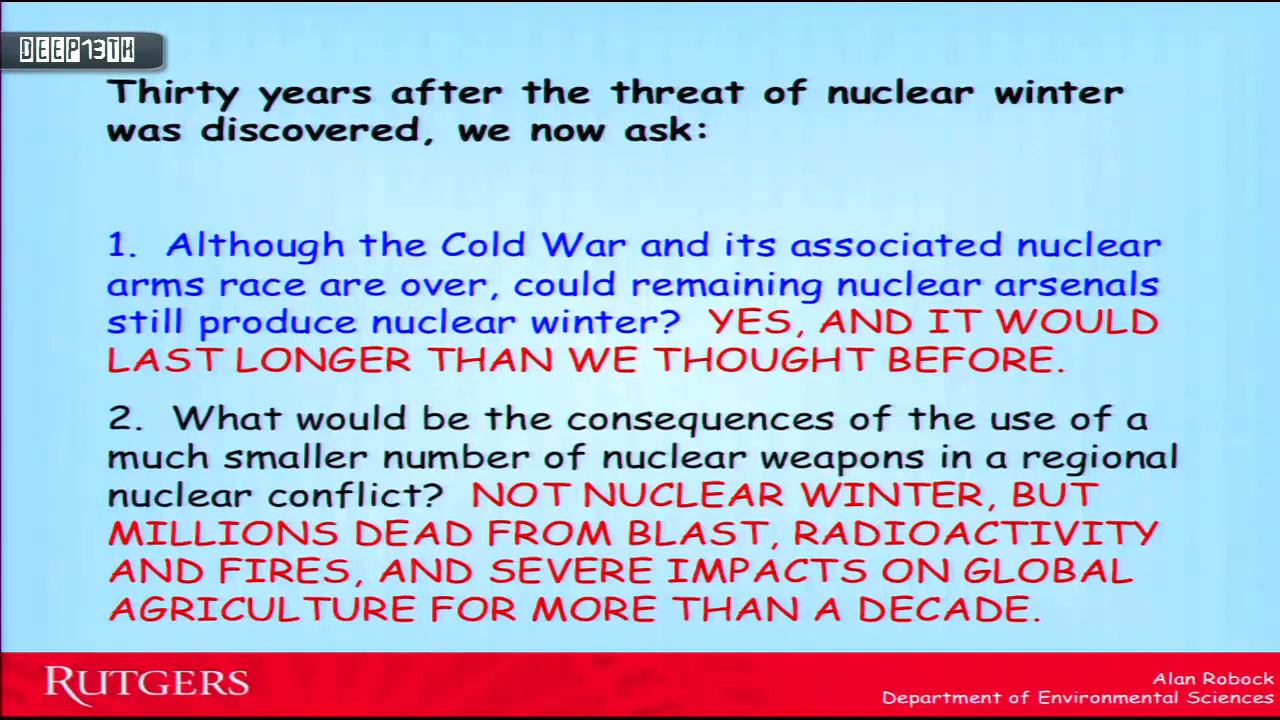 DEEP13TH
Thirty years after the threat of nuclear winter
was discovered, we now ask:
1. Although the Cold War and its associated nuclear
arms race are over, could remaining nuclear arsenals
still produce nuclear winter? YES, AND IT WOULD
LAST LONGER THAN WE THOUGHT BEFORE.
2. What would be the consequences of the use of a
much smaller number of nuclear weapons in a regional
nuclear conflict? NOT NUCLEAR WINTER, BUT
MILLIONS DEAD FROM BLAST, RADIOACTIVITY
AND FIRES, AND SEVERE IMPACTS ON GLOBAL
AGRICULTURE FOR MORE THAN A DECADE.
RUTGERS
Alan Robock
Department of Environmental Sciences